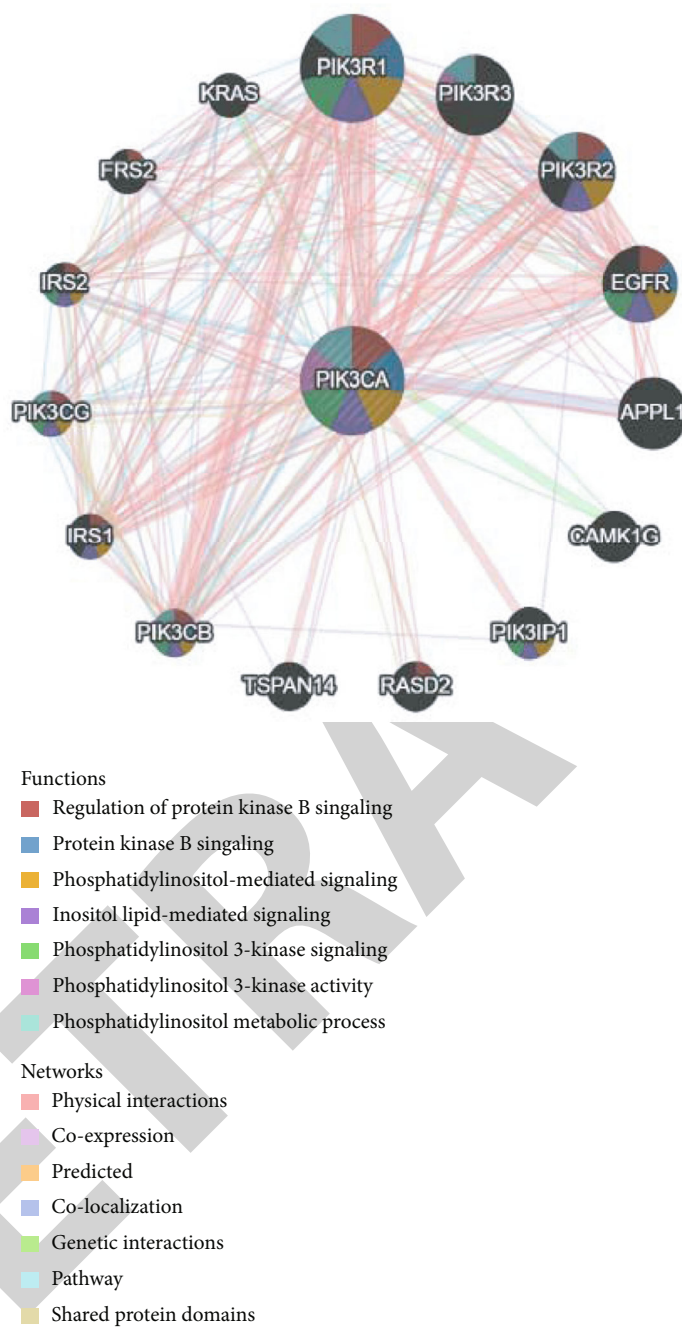 PIK3R1
PIK3R3
KRAS
PIK3R2
FRS2
EGFR
IRS2
PIK3CA
PIK3CG
APPL1
IRS1
CAMK1G
PIK3CB
PIK3IP1
TSPAN14
RASD2
Functions
Regulation of protein kinase B singaling
Protein kinase B singaling
Phosphatidylinositol-mediated signaling
Inositol lipid-mediated signaling
Phosphatidylinositol 3-kinase signaling
Phosphatidylinositol 3-kinase activity
Phosphatidylinositol metabolic process
Networks
Physical interactions
Co-expression
Predicted
Co-localization
Genetic interactions
Pathway
Shared protein domains
ETRA